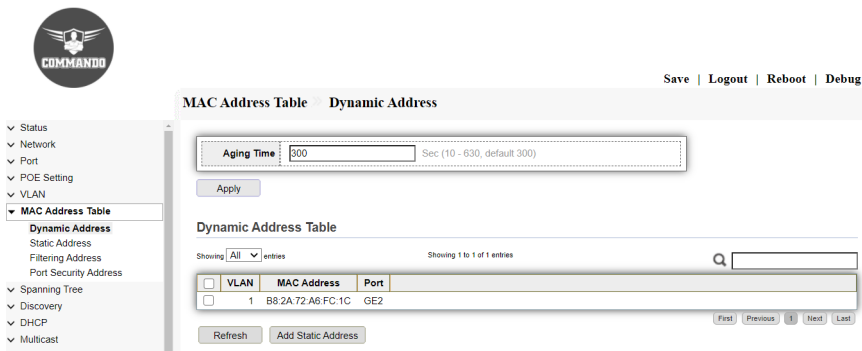 COMMANDO
Save | Logout | Reboot | Debug
MAC Address Table » Dynamic Address
Status
Network
Port
POE Setting
VLAN
MAC Address Table
Dynamic Address
Static Address
Filtering Address
Port Security Address
Spanning Tree
Discovery
DHCP
Multicast
Aging Time 300 Sec (10 - 630, default 300)
Apply
Dynamic Address Table
Showing All entries Showing 1 to 1 of 1 entries
VLAN MAC Address Port
1 B8:2A:72:A6:FC:1C GE2
First Previous 1 Next Last
Refresh Add Static Address